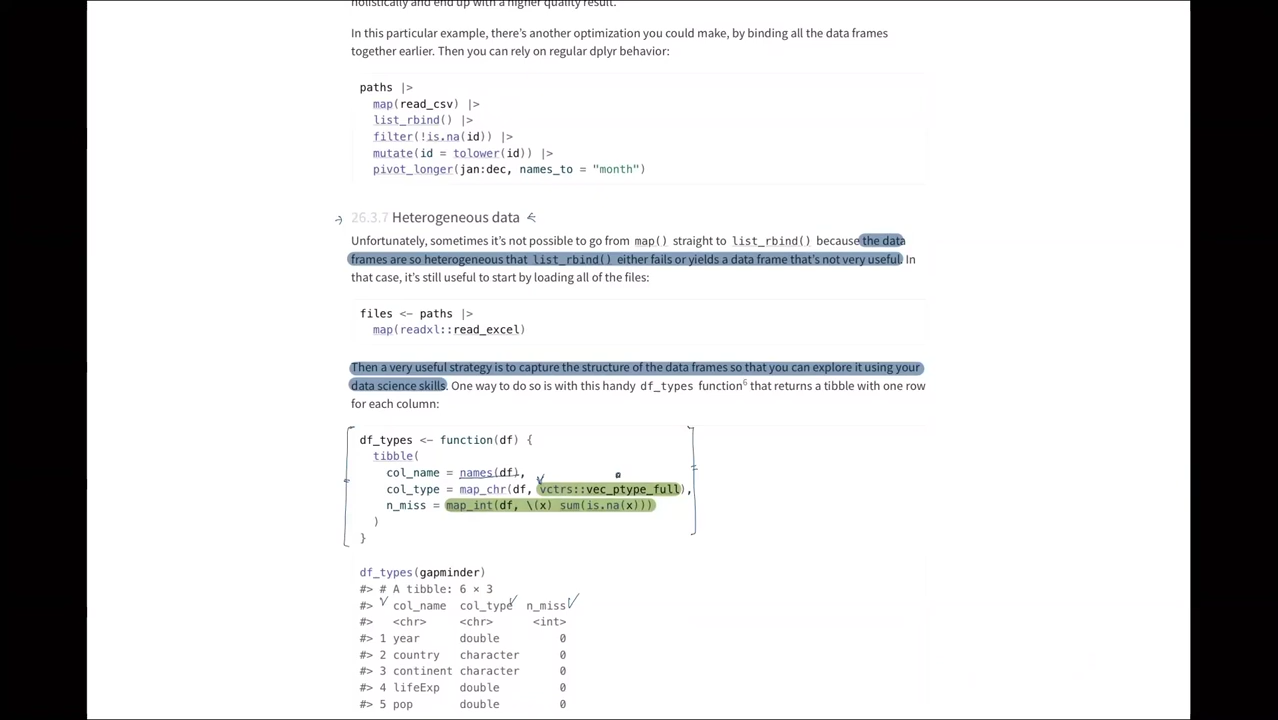 holistically and end up with a higher quality result.
In this particular example, there's another optimization you could make, by binding all the data frames
together earlier. Then you can rely on regular dplyr behavior:
paths |>
  map(read_csv) |>
  list_rbind() |>
  filter(!is.na(id)) |>
  mutate(id = tolower(id)) |>
  pivot_longer(jan:dec, names_to = "month")
26.3.7 Heterogeneous data
Unfortunately, sometimes it's not possible to go from map() straight to list_rbind() because the data
frames are so heterogeneous that list_rbind() either fails or yields a data frame that's not very useful. In
that case, it's still useful to start by loading all of the files:
files <- paths |>
  map(readxl::read_excel)
Then a very useful strategy is to capture the structure of the data frames so that you can explore it using your
data science skills. One way to do so is with this handy df_types function6 that returns a tibble with one row
for each column:
df_types <- function(df) {
  tibble(
    col_name = names(df),
    col_type = map_chr(df, vctrs::vec_ptype_full),
    n_miss = map_int(df, \(x) sum(is.na(x)))
  )
}
df_types(gapminder)
#> # A tibble: 6 × 3
#>   col_name  col_type  n_miss
#>   <chr>     <chr>      <int>
#> 1 year      double         0
#> 2 country   character      0
#> 3 continent character      0
#> 4 lifeExp   double         0
#> 5 pop       double         0